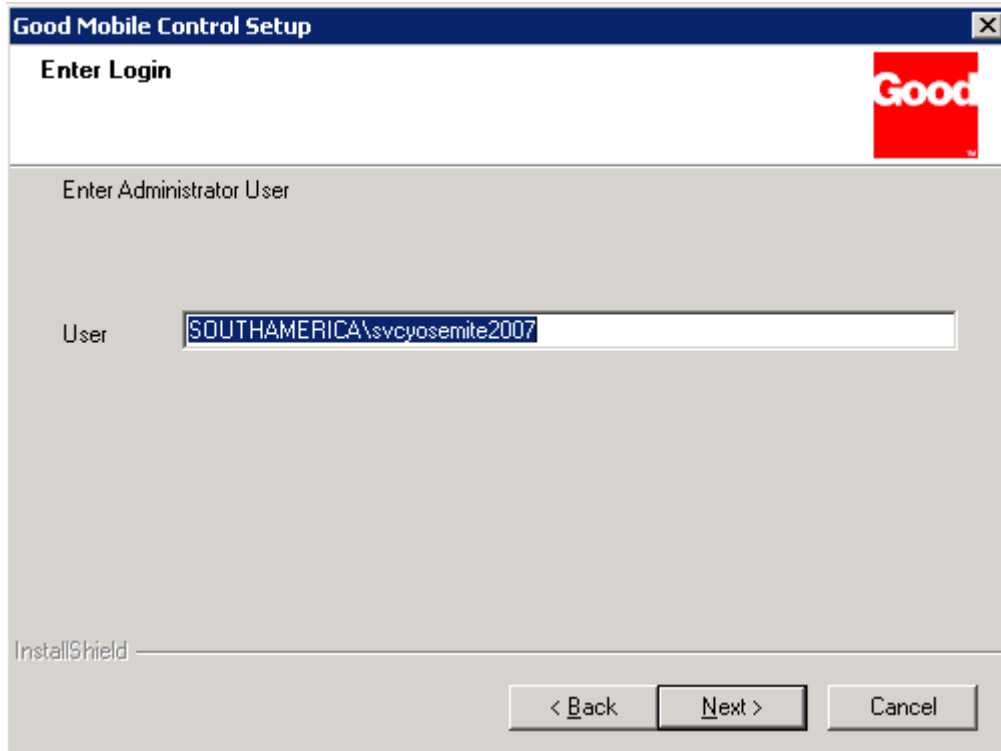 Good Mobile Control Setup
Enter Login
Good
Enter Administrator User
User SOUTHAMERICA\svcyosemite2007
InstallShield
< Back Next > Cancel